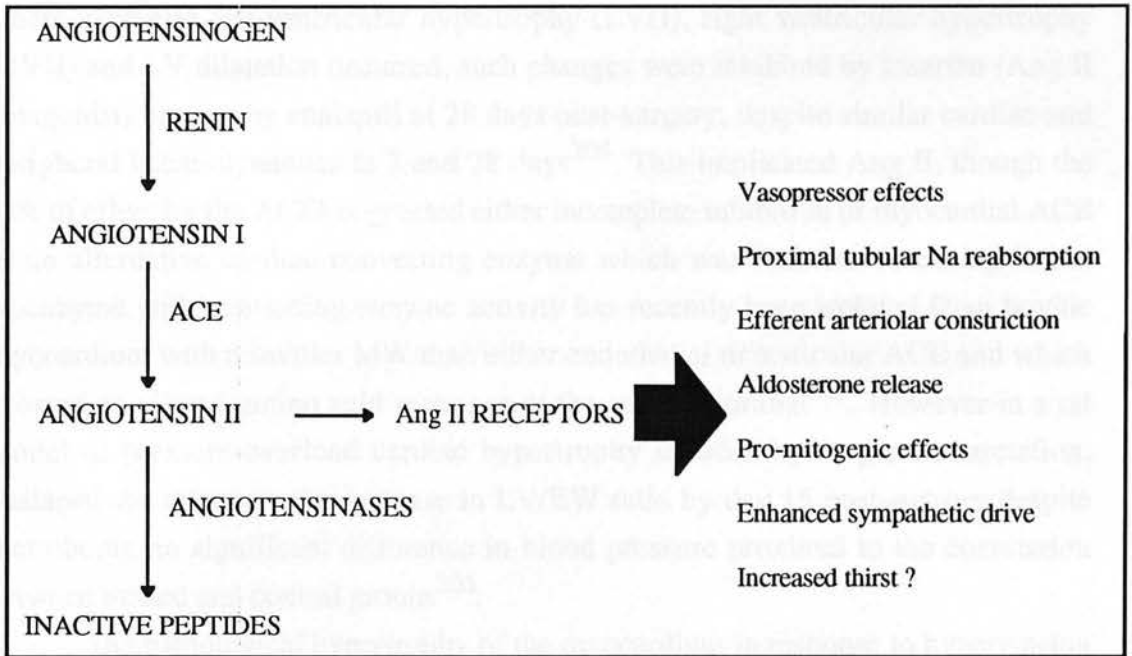 ANGIOTENSINOGEN
RENIN
ANGIOTENSIN I
ACE
ANGIOTENSIN II
Ang II RECEPTORS
ANGIOTENSINASES
INACTIVE PEPTIDES
Vasopressor effects
Proximal tubular Na reabsorption
Efferent arteriolar constriction
Aldosterone release
Pro-mitogenic effects
Enhanced sympathetic drive
Increased thirst ?